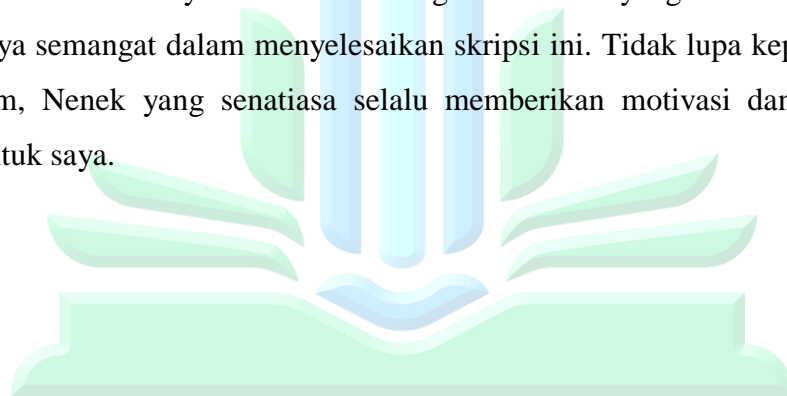 ya semangat dalam menyelesaikan skripsi ini. Tidak lupa kep
m, Nenek yang senatiasa selalu memberikan motivasi dan
tuk saya.